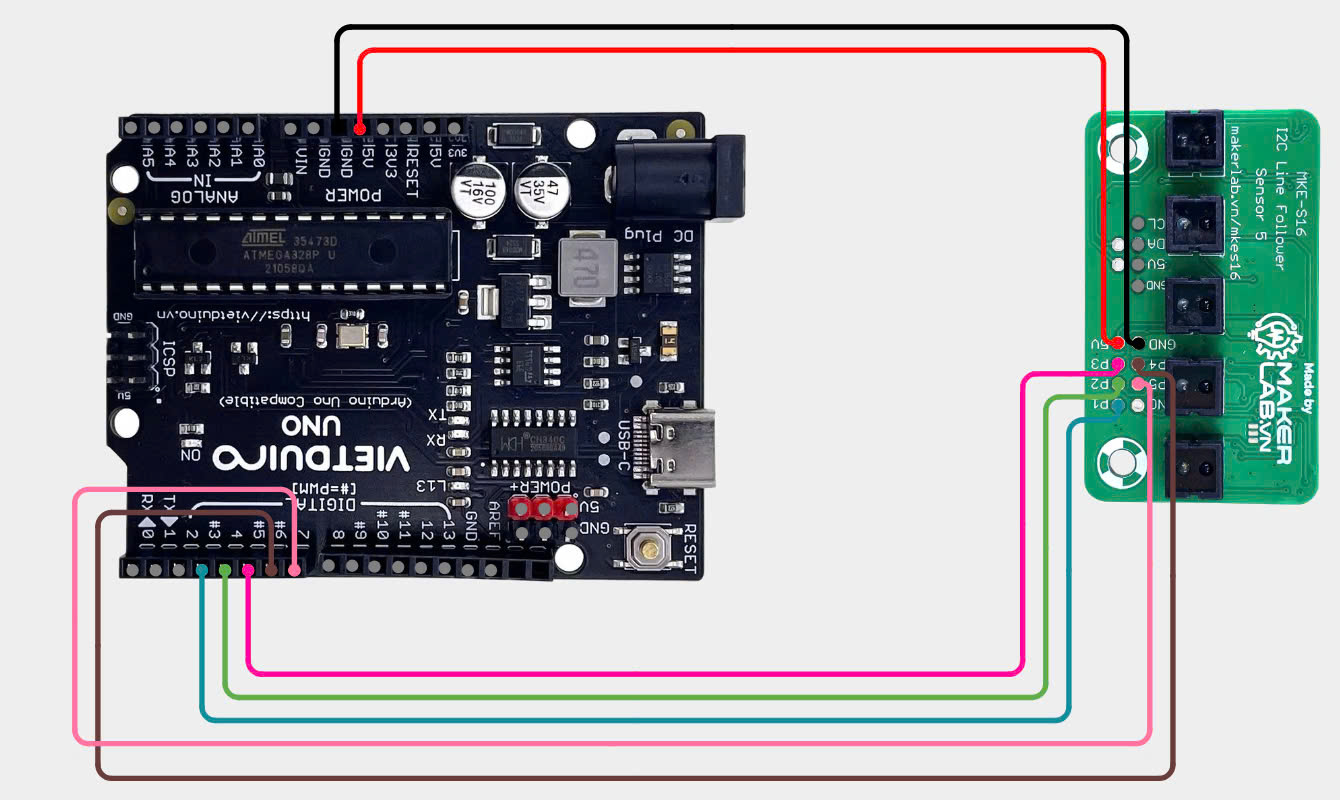 A5
A4
A3
A2
A1
A0
VIN
GND
GND
5V
3V3
RESET
5V
3V3
ANALOG
IN
POWER
100
16V
VT
47
35V
VT
470
DC Plug
ATMEL
35473D
ATMEGA328P U
https://vietduino.vn
GND
ICSP
5V
(Arduino Uno Compatible)
UNO
VIETDUINO
ON
TX
RX
L13
CH340C
USB-C
POWER+
5V
GND
RESET
DIGITAL
[#=PWM]
RX
TX
0
1
2
#3
4
#5
#6
7
8
#9
#10
#11
12
13
GND
AREF
MKE-S16
I2C Line Follower
Sensor 5
makerlab.vn/mkes16
5V
GND
5V
GND
P3
P4
P2
P5
P1
NC
Made by
MAKER
LAB.VN